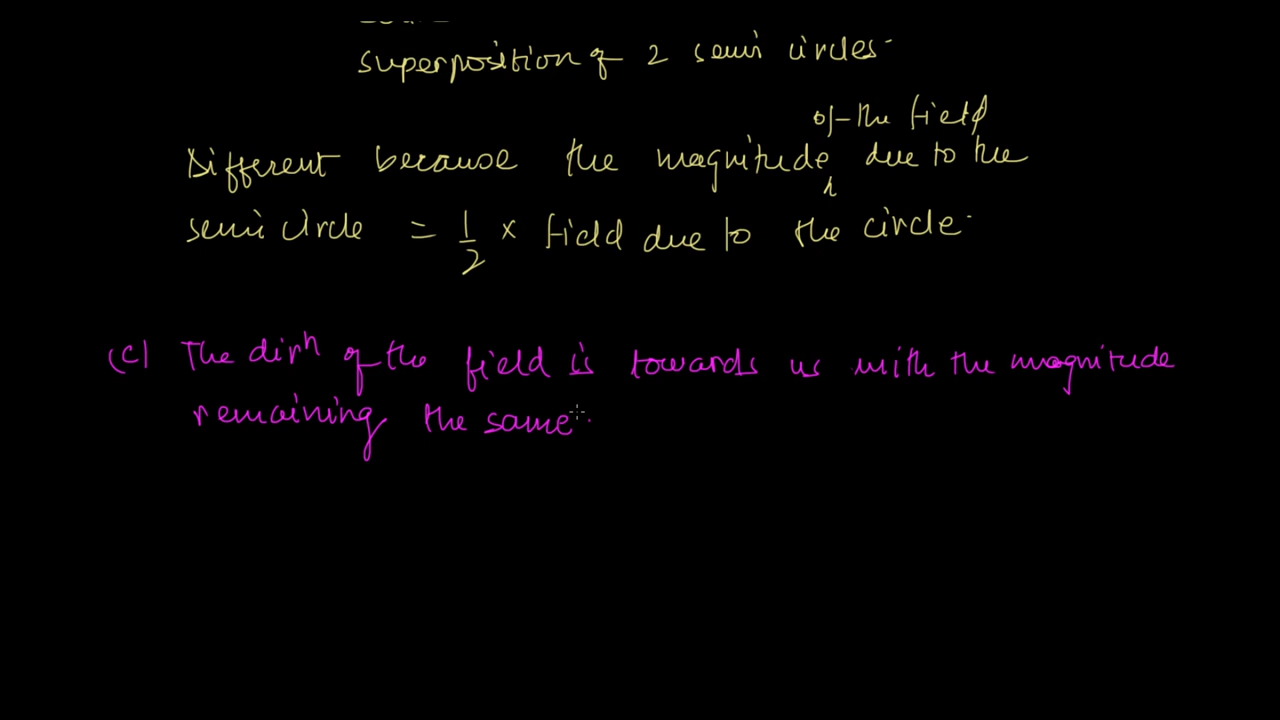 superposition of 2 semi circles.
of the field
Different because the magnitude due to the
semi circle = 1/2 × field due to the circle.
(c) The dirn of the field is towards us with the magnitude
remaining the same.